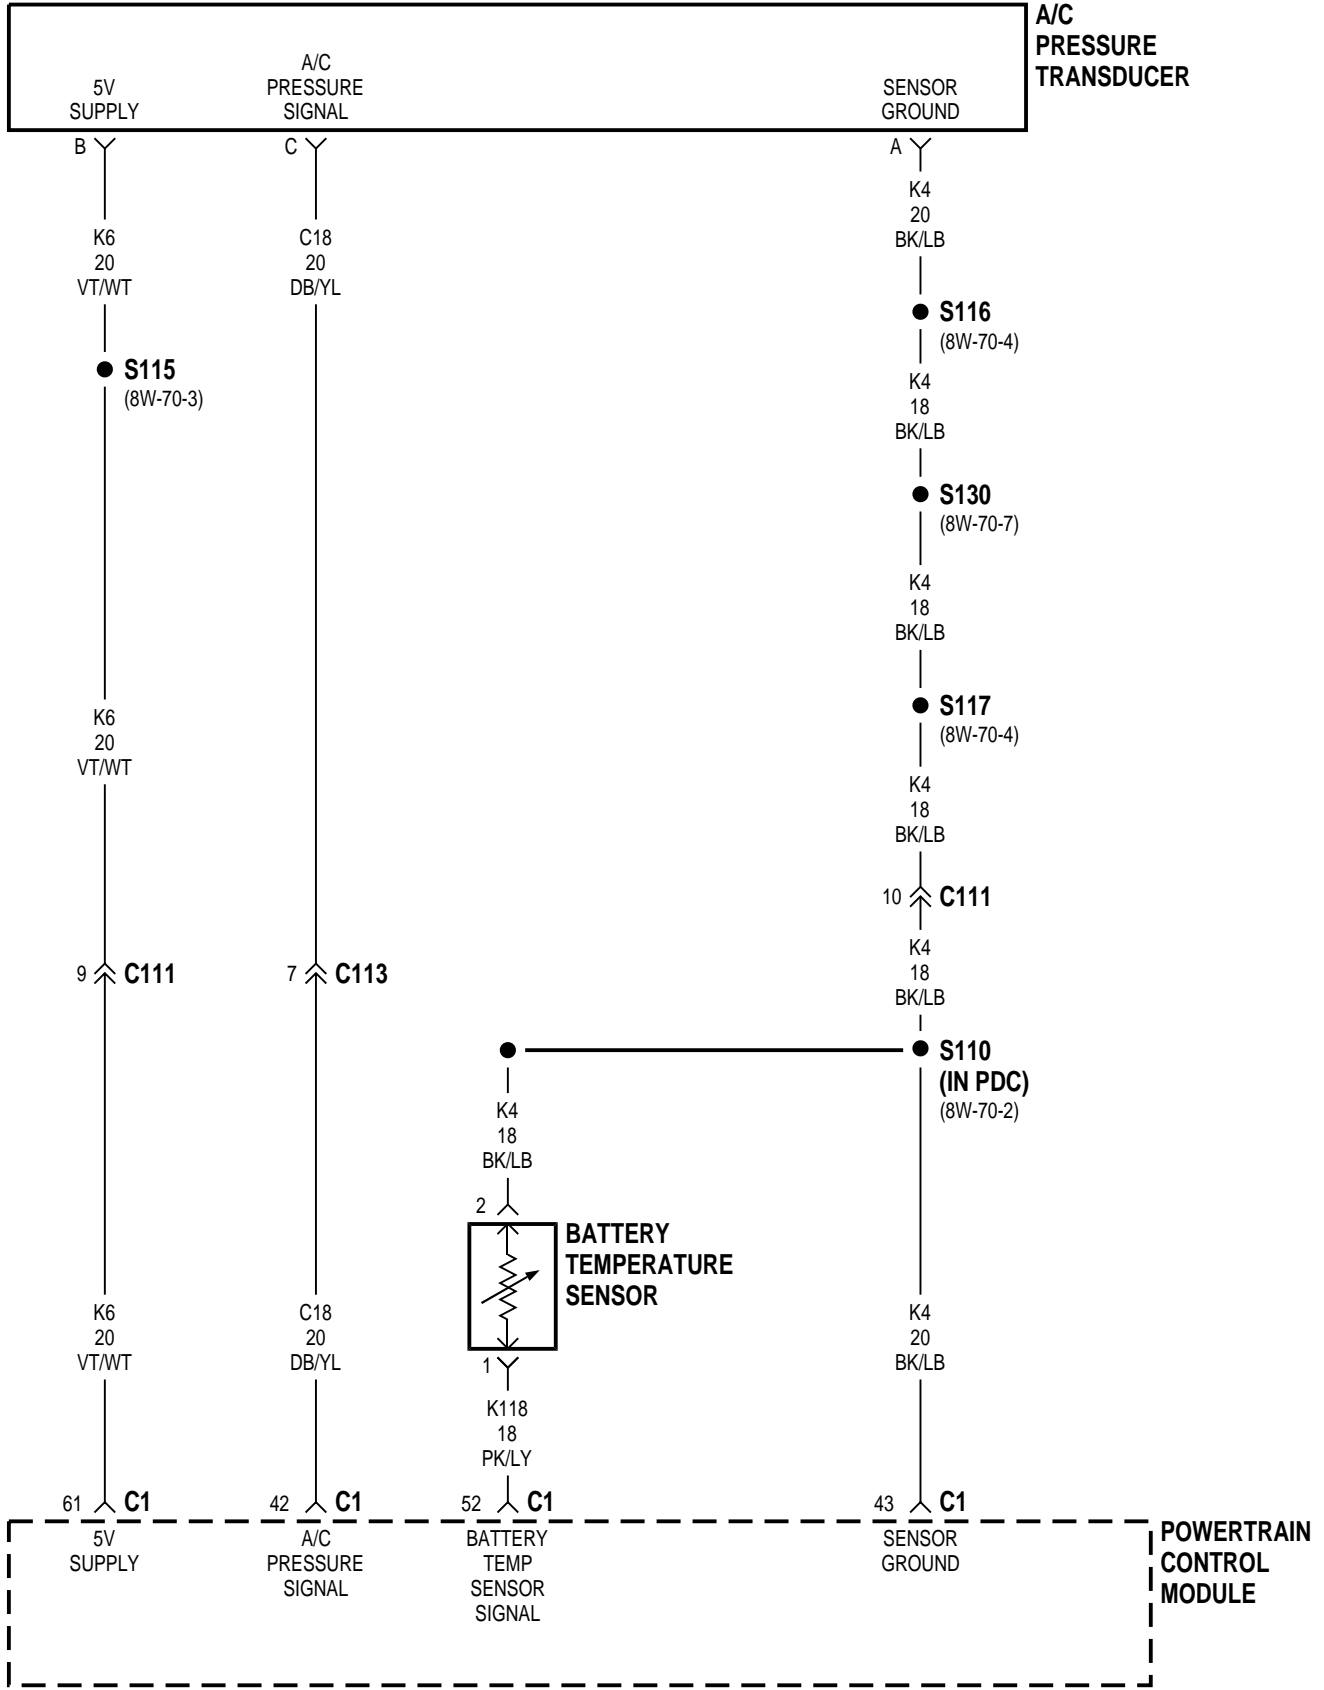 A/C
PRESSURE
TRANSDUCER
5V
SUPPLY
A/C
PRESSURE
SIGNAL
SENSOR
GROUND
B
C
A
K6
20
VT/WT
C18
20
DB/YL
K4
20
BK/LB
S115
(8W-70-3)
S116
(8W-70-4)
K4
18
BK/LB
S130
(8W-70-7)
K4
18
BK/LB
S117
(8W-70-4)
K6
20
VT/WT
K4
18
BK/LB
10 C111
9 C111
7 C113
K4
18
BK/LB
S110
(IN PDC)
(8W-70-2)
K4
18
BK/LB
2
BATTERY
TEMPERATURE
SENSOR
1
K6
20
VT/WT
C18
20
DB/YL
K118
18
PK/LY
K4
20
BK/LB
61 C1
42 C1
52 C1
43 C1
5V
SUPPLY
A/C
PRESSURE
SIGNAL
BATTERY
TEMP
SENSOR
SIGNAL
SENSOR
GROUND
POWERTRAIN
CONTROL
MODULE